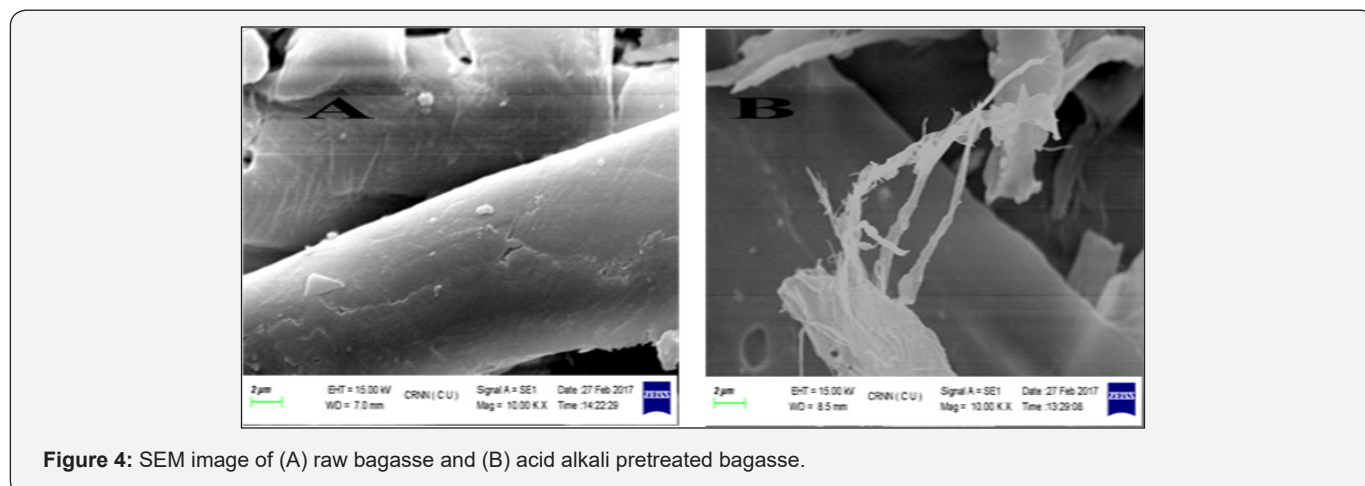 A
B
2 µm
EHT = 15.00 kV
WD = 7.0 mm
CRNN ( C U )
Signal A = SE1
Mag = 10.00 K X
Date :27 Feb 2017
Time :14:22:29
ZEISS
2 µm
EHT = 15.00 kV
WD = 8.5 mm
CRNN ( C U )
Signal A = SE1
Mag = 10.00 K X
Date :27 Feb 2017
Time :13:29:08
ZEISS
Figure 4: SEM image of (A) raw bagasse and (B) acid alkali pretreated bagasse.